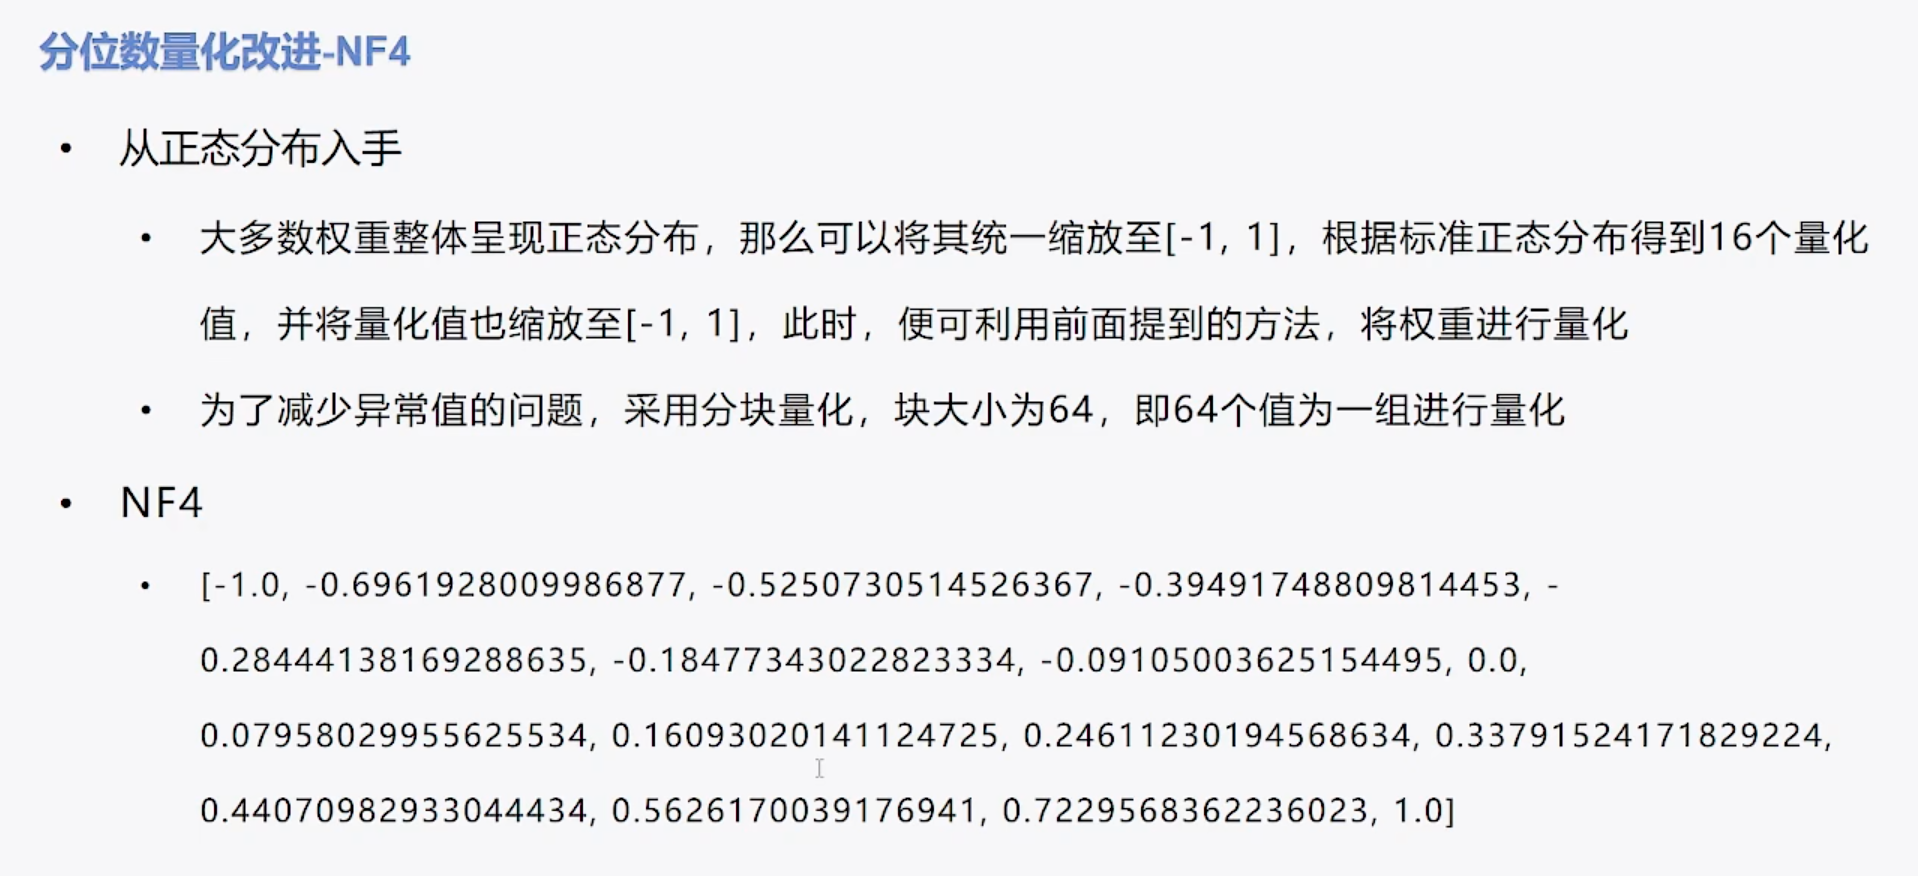 分位数量化改进-NF4
• 从正态分布入手
• 大多数权重整体呈现正态分布，那么可以将其统一缩放至[-1, 1]，根据标准正态分布得到16个量化
值，并将量化值也缩放至[-1, 1]，此时，便可利用前面提到的方法，将权重进行量化
• 为了减少异常值的问题，采用分块量化，块大小为64，即64个值为一组进行量化
• NF4
• [-1.0, -0.6961928009986877, -0.5250730514526367, -0.39491748809814453, -
0.28444138169288635, -0.18477343022823334, -0.09105003625154495, 0.0,
0.07958029955625534, 0.16093020141124725, 0.24611230194568634, 0.33791524171829224,
0.44070982933044434, 0.5626170039176941, 0.7229568362236023, 1.0]